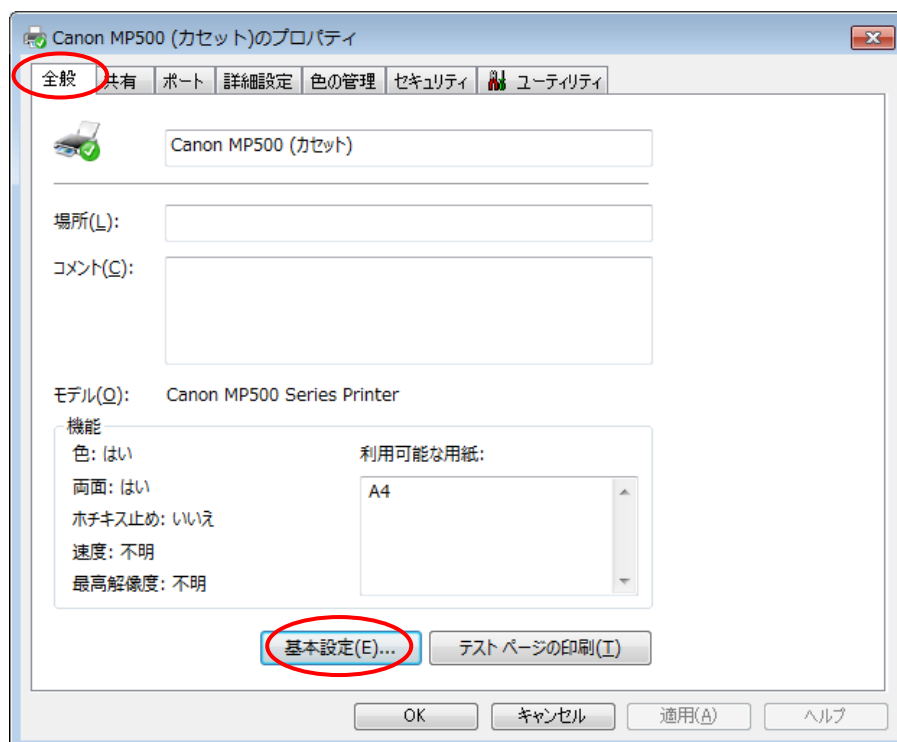 Canon MP500 (カセット)のプロパティ
全般 共有 ポート 詳細設定 色の管理 セキュリティ ユーティリティ
Canon MP500 (カセット)
場所(L):
コメント(C):
モデル(O): Canon MP500 Series Printer
機能
色: はい 利用可能な用紙:
両面: はい A4
ホチキス止め: いいえ
速度: 不明
最高解像度: 不明
基本設定(E)... テスト ページの印刷(T)
OK キャンセル 適用(A) ヘルプ